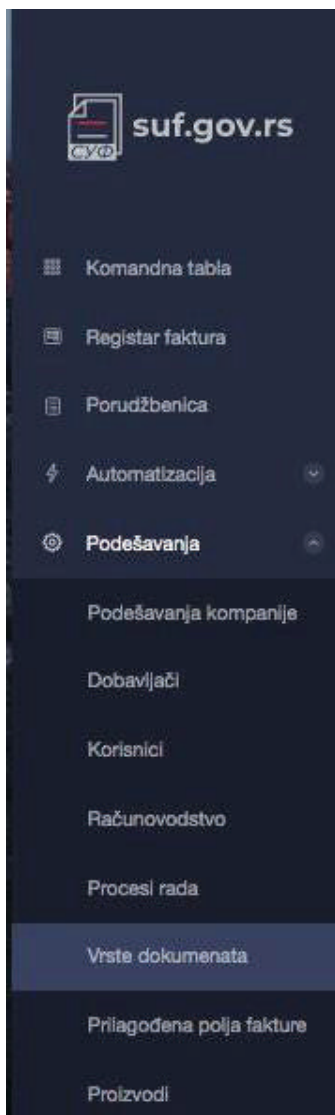 СУФ
suf.gov.rs
Komandna tabla
Registar faktura
Porudžbenica
Automatizacija
Podešavanja
Podešavanja kompanije
Dobavljači
Korisnici
Računovodstvo
Procesi rada
Vrste dokumenata
Prilagođena polja fakture
Proizvodi